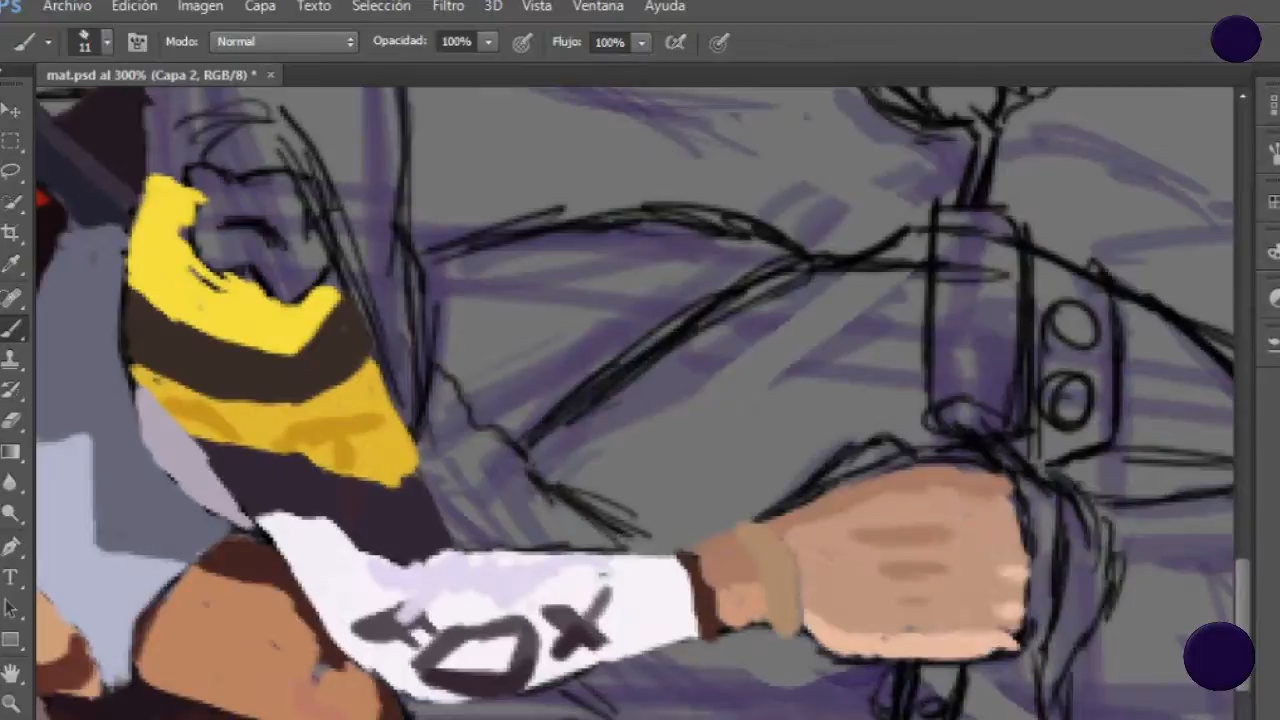 PS Archivo Edición Imagen Capa Texto Selección Filtro 3D Vista Ventana Ayuda
11 Modo: Normal Opacidad: 100% Flujo: 100%
mat.psd al 300% (Capa 2, RGB/8) * ×
T